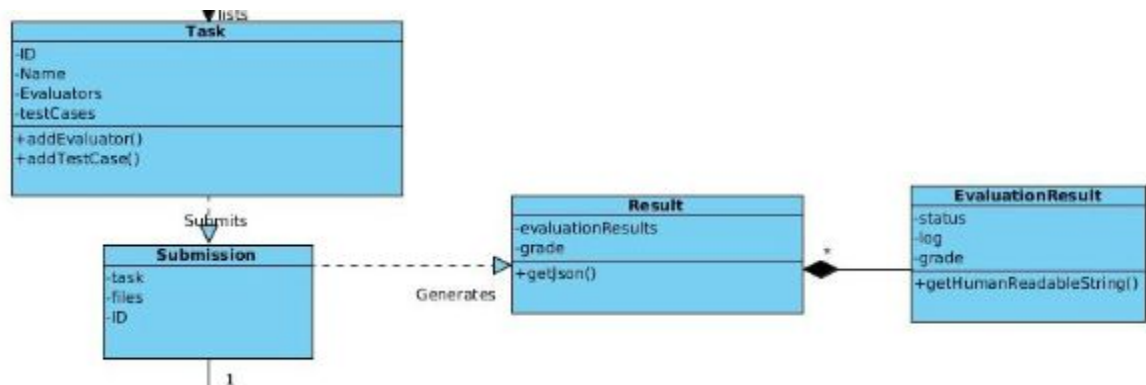 lists
Task
-ID
-Name
-Evaluators
-testCases
+addEvaluator()
+addTestCase()
Submits
Submission
-task
-files
-ID
1
Generates
Result
-evaluationResults
-grade
+getJson()
*
EvaluationResult
-status
-log
-grade
+getHumanReadableString()